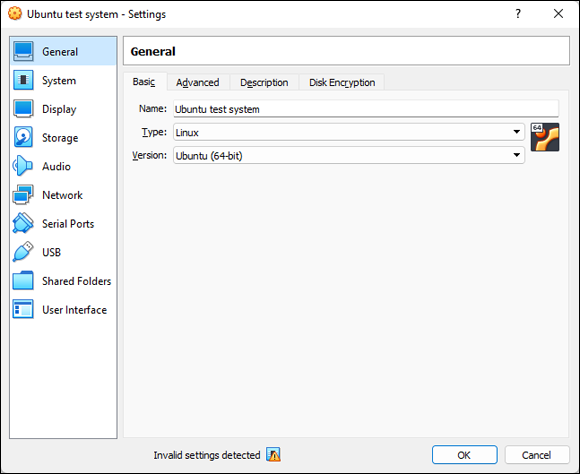 Ubuntu test system - Settings
?
General
System
Display
Storage
Audio
Network
Serial Ports
USB
Shared Folders
User Interface
General
Basic Advanced Description Disk Encryption
Name: Ubuntu test system
Type: Linux
64
Version: Ubuntu (64-bit)
Invalid settings detected
OK Cancel